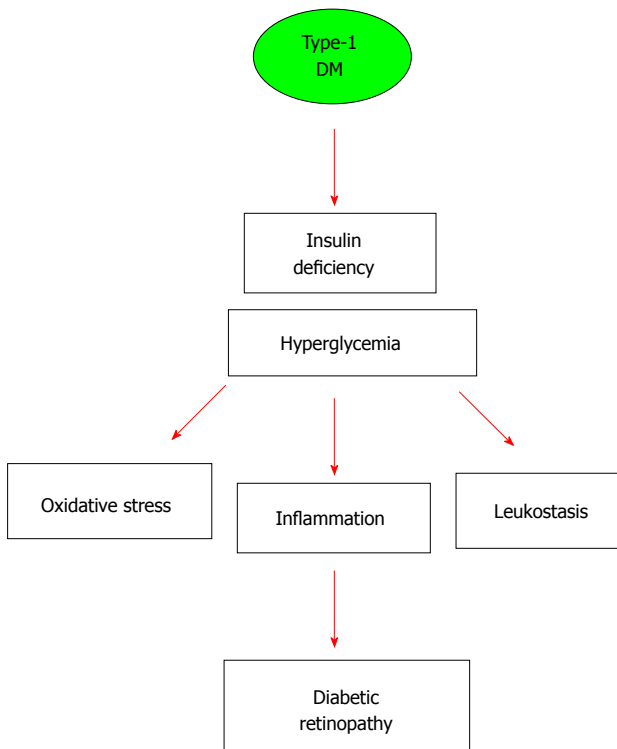 Type-1
DM
Insulin
deficiency
Hyperglycemia
Oxidative stress
Inflammation
Leukostasis
Diabetic
retinopathy